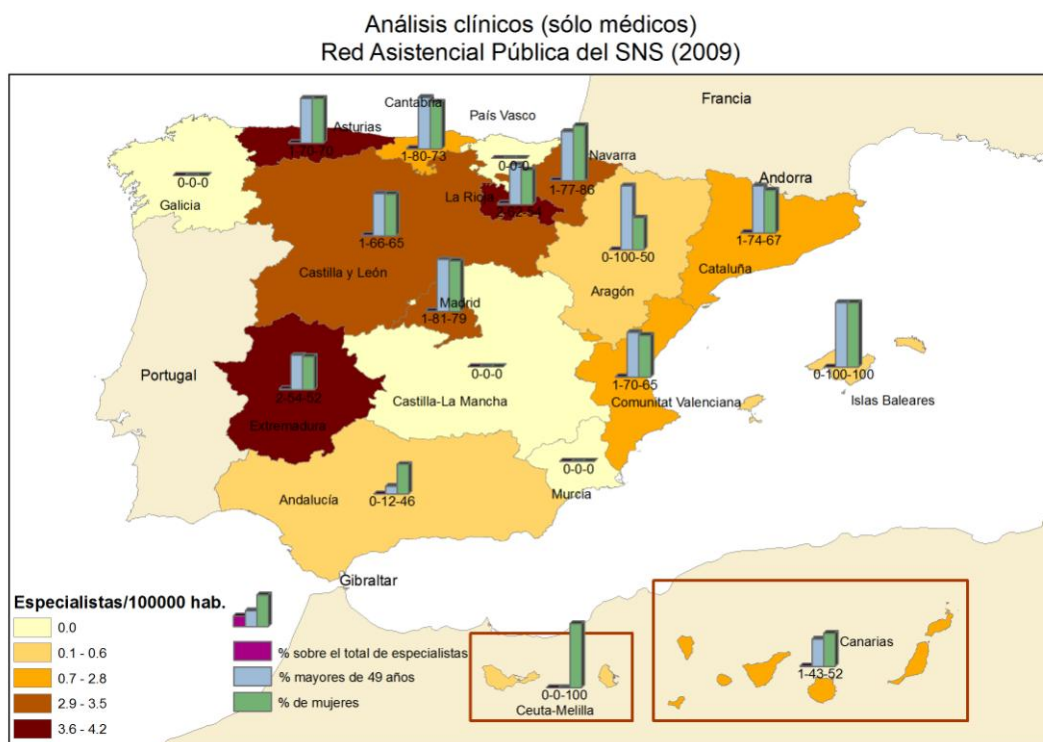 Análisis clínicos (sólo médicos)
Red Asistencial Pública del SNS (2009)
Cantabria
País Vasco
Francia
Asturias
1-70-70
1-80-73
0-0-0
Navarra
1-77-86
Andorra
0-0-0
Galicia
La Rioja
1-66-65
0-100-50
1-74-67
Castilla y León
Aragón
Cataluña
Madrid
1-81-79
Portugal
0-0-0
1-70-65
0-100-100
2-54-52
Castilla-La Mancha
Comunitat Valenciana
Islas Baleares
Extremadura
0-0-0
Murcia
Andalucía
0-12-46
Gibraltar
Especialistas/100000 hab.
0.0
0.1 - 0.6
0.7 - 2.8
2.9 - 3.5
3.6 - 4.2
% sobre el total de especialistas
% mayores de 49 años
% de mujeres
0-0-100
Ceuta-Melilla
Canarias
1-43-52